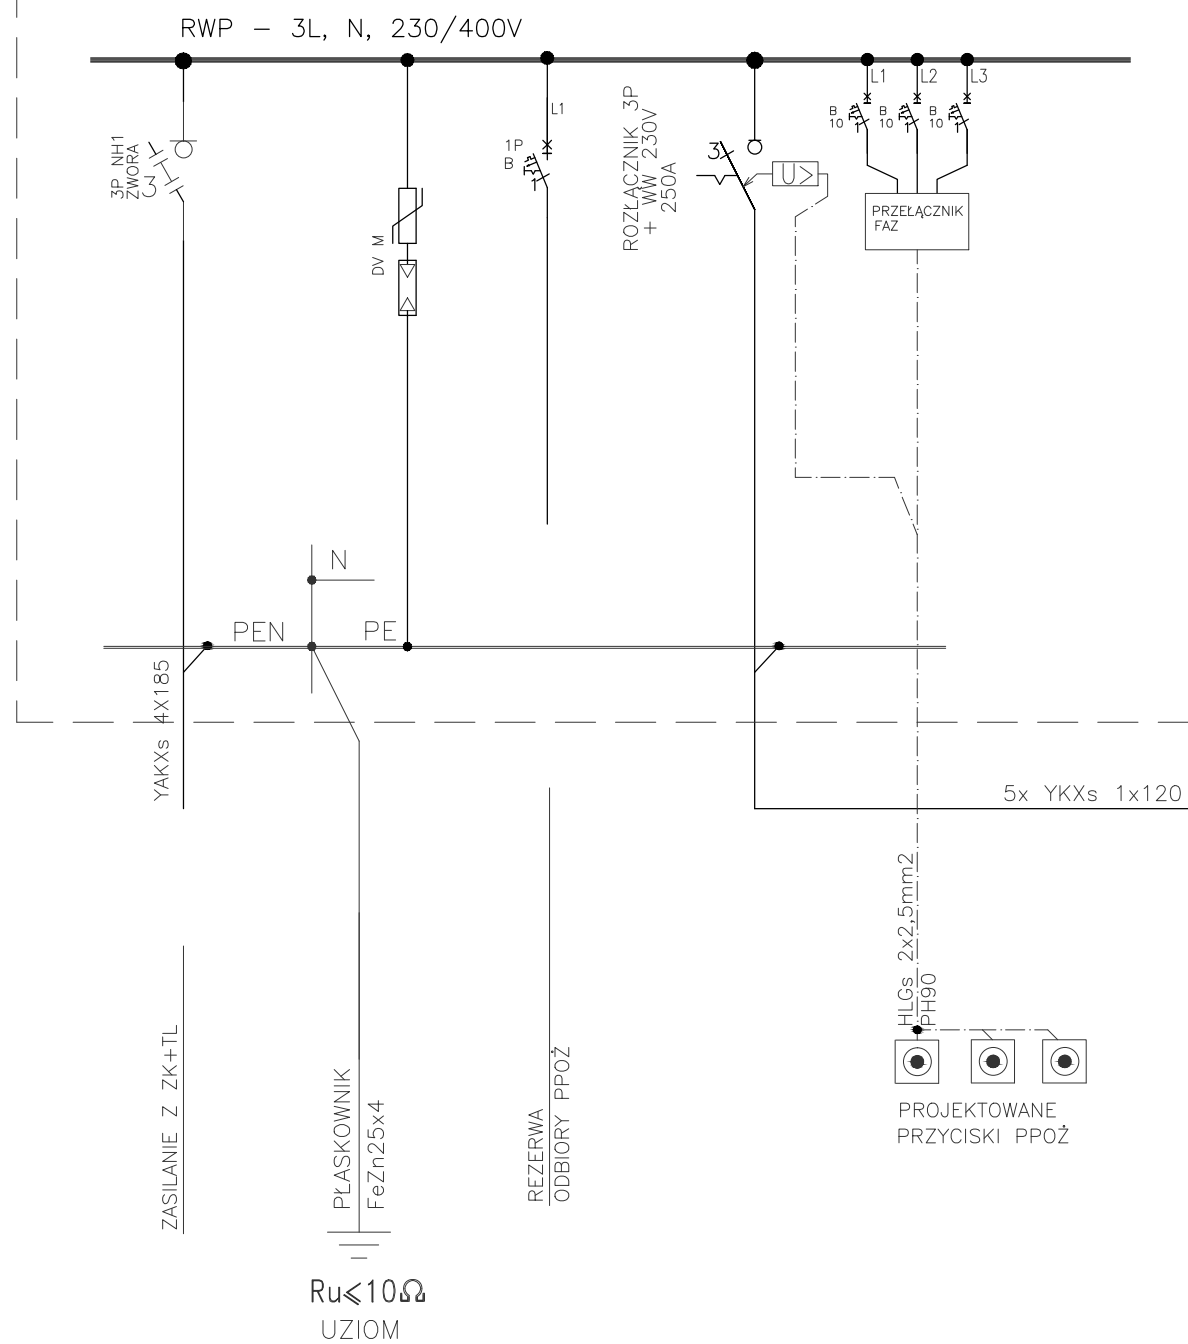 RWP – 3L, N, 230/400V
3P NH1
ZWORA
3
DV M
L1
1P
B
ROZŁĄCZNIK 3P
+ WW 230V
250A
3
U>
L1
L2
L3
B
10
B
10
B
10
PRZEŁĄCZNIK
FAZ
N
PEN
PE
YAKXs 4X185
5x YKXs 1x120
HLGs 2x2,5mm2
PH90
ZASILANIE Z ZK+TL
PŁASKOWNIK
FeZn25x4
REZERWA
ODBIORY PPOŻ
PROJEKTOWANE
PRZYCISKI PPOŻ
Ru⩽10Ω
UZIOM